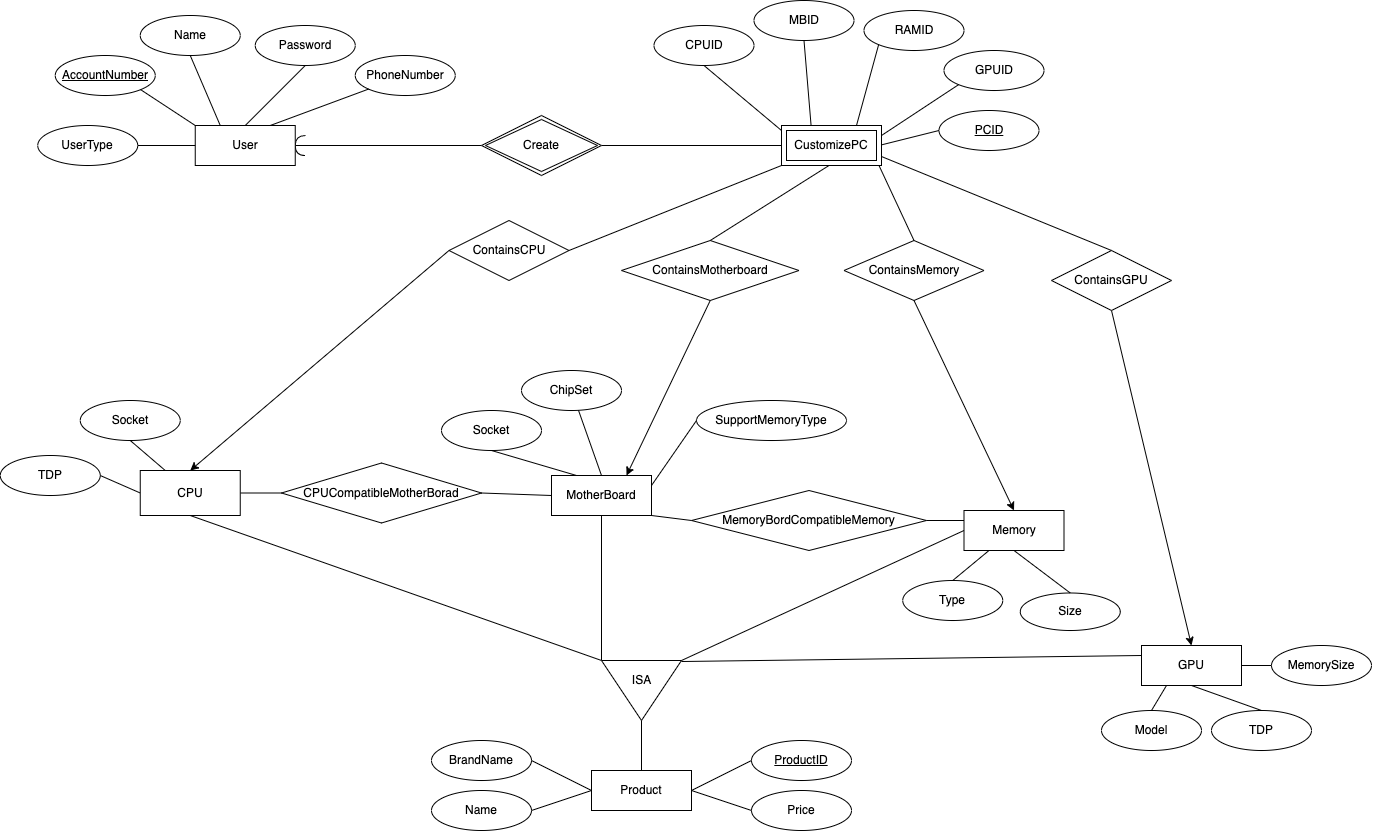 MBID
RAMID
Name
Password
CPUID
GPUID
AccountNumber
PhoneNumber
PCID
UserType
User
Create
CustomizePC
ContainsCPU
ContainsMotherboard
ContainsMemory
ContainsGPU
ChipSet
Socket
Socket
SupportMemoryType
TDP
CPU
CPUCompatibleMotherBorad
MotherBoard
MemoryBordCompatibleMemory
Memory
Type
Size
ISA
GPU
MemorySize
Model
TDP
BrandName
ProductID
Product
Name
Price